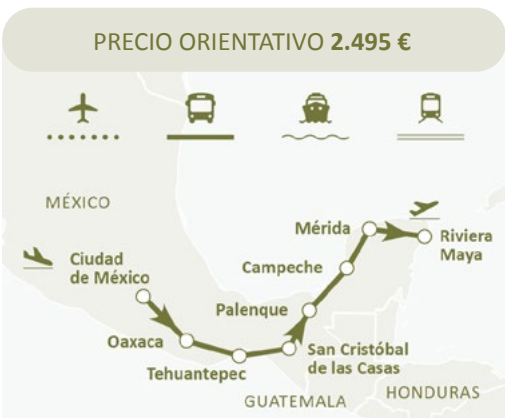 PRECIO ORIENTATIVO 2.495 €
MÉXICO
Ciudad
de México
Oaxaca
Tehuantepec
San Cristóbal
de las Casas
Palenque
Campeche
Mérida
Riviera
Maya
GUATEMALA
HONDURAS